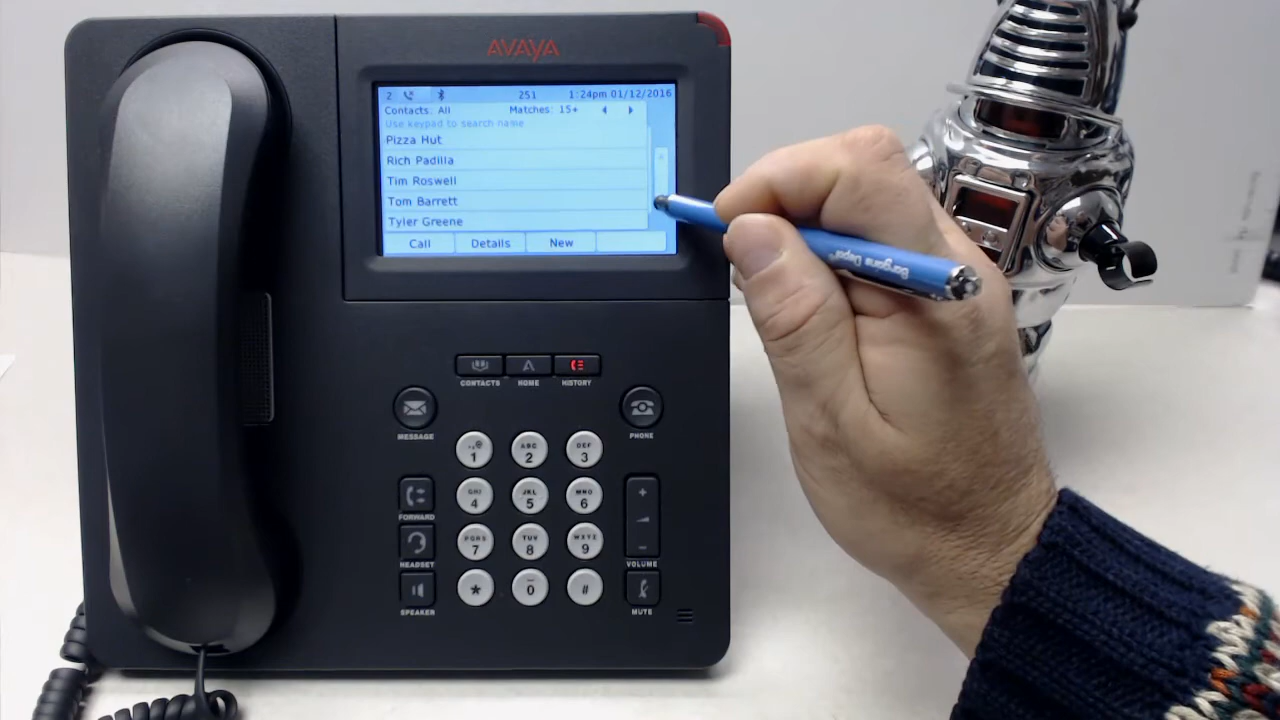 AVAYA
2 251 1:24pm 01/12/2016
Contacts: All Matches: 15+
Use keypad to search name
Pizza Hut
Rich Padilla
Tim Roswell
Tom Barrett
Tyler Greene
Call Details New
CONTACTS HOME HISTORY
MESSAGE PHONE
1 ABC 2 DEF 3
GHI 4 JKL 5 MNO 6
FORWARD
PQRS 7 TUV 8 WXYZ 9
HEADSET VOLUME
* 0 #
SPEAKER MUTE
Bargains Depot